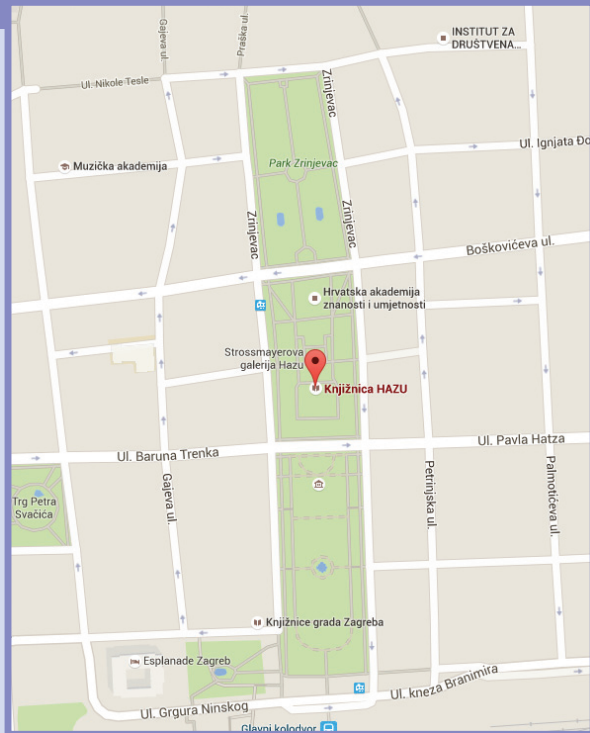 Gajeva ul.
Praška ul.
INSTITUT ZA
DRUŠTVENA...
Ul. Nikole Tesle
Zrinjevac
Ul. Ignjata Đo
Muzička akademija
Park Zrinjevac
Zrinjevac
Zrinjevac
Boškovićeva ul.
Hrvatska akademija
znanosti i umjetnosti
Strossmayerova
galerija Hazu
Knjižnica HAZU
Ul. Pavla Hatza
Ul. Baruna Trenka
Gajeva ul.
Petrinjska ul.
Palmotićeva ul.
Trg Petra
Svačića
Knjižnice grada Zagreba
Esplanade Zagreb
Ul. kneza Branimira
Ul. Grgura Ninskog
Glavni kolodvor